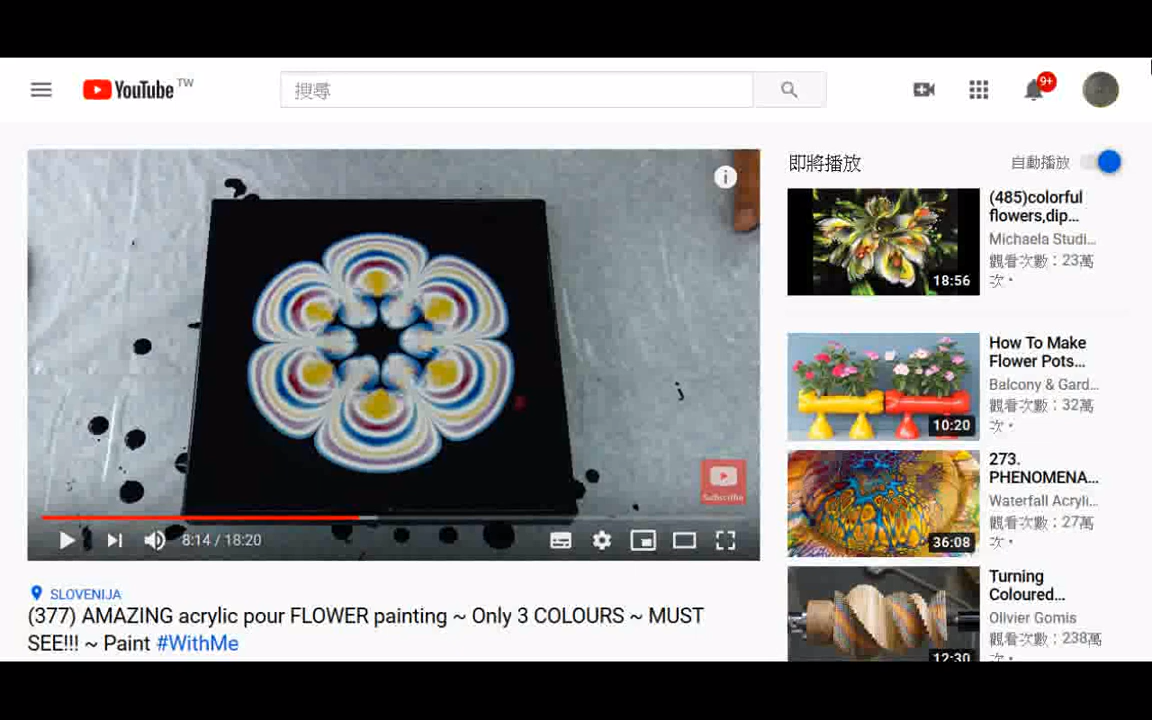 YouTube TW
搜尋
9+
Subscribe
8:14 / 18:20
SLOVENIJA
(377) AMAZING acrylic pour FLOWER painting ~ Only 3 COLOURS ~ MUST
SEE!!! ~ Paint #WithMe
即將播放
自動播放
(485)colorful
flowers,dip...
Michaela Studi...
觀看次數：23萬
次・
18:56
How To Make
Flower Pots...
Balcony & Gard...
觀看次數：32萬
次・
10:20
273.
PHENOMENA...
Waterfall Acryli...
觀看次數：27萬
次・
36:08
Turning
Coloured...
Olivier Gomis
觀看次數：238萬
次・
12:30